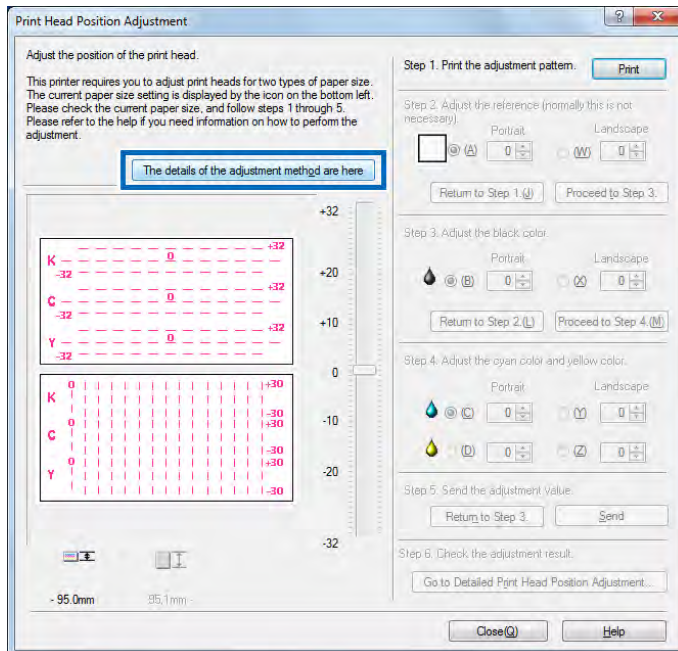 Print Head Position Adjustment
Adjust the position of the print head.
This printer requires you to adjust print heads for two types of paper size.
The current paper size setting is displayed by the icon on the bottom left.
Please check the current paper size, and follow steps 1 through 5.
Please refer to the help if you need information on how to perform the
adjustment.
The details of the adjustment method are here
+32
+20
+10
0
-10
-20
-32
K 0 +32
-32
C 0 +32
-32
Y 0 +32
-32
K 0 +30
-30
C 0 +30
-30
Y 0 +30
-30
- 95.0mm
95.1mm -
Step 1. Print the adjustment pattern. Print
Step 2. Adjust the reference (normally this is not
necessary).
Portrait Landscape
(A) 0 (W) 0
Return to Step 1.(J) Proceed to Step 3.
Step 3. Adjust the black color.
Portrait Landscape
(B) 0 (X) 0
Return to Step 2.(L) Proceed to Step 4.(M)
Step 4. Adjust the cyan color and yellow color.
Portrait Landscape
(C) 0 (Y) 0
(D) 0 (Z) 0
Step 5. Send the adjustment value.
Return to Step 3. Send
Step 6. Check the adjustment result.
Go to Detailed Print Head Position Adjustment...
Close(Q) Help